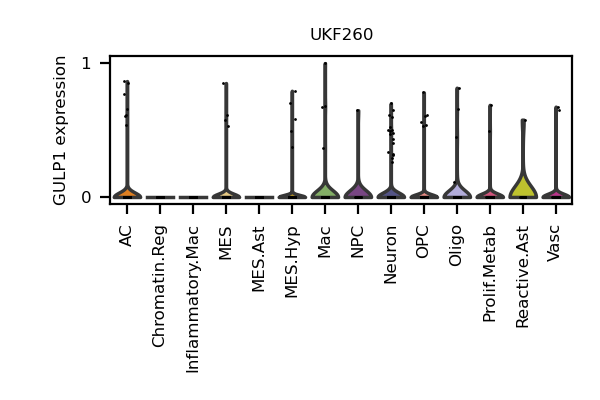 UKF260
GULP1 expression
1
0
AC
Chromatin.Reg
Inflammatory.Mac
MES
MES.Ast
MES.Hyp
Mac
NPC
Neuron
OPC
Oligo
Prolif.Metab
Reactive.Ast
Vasc